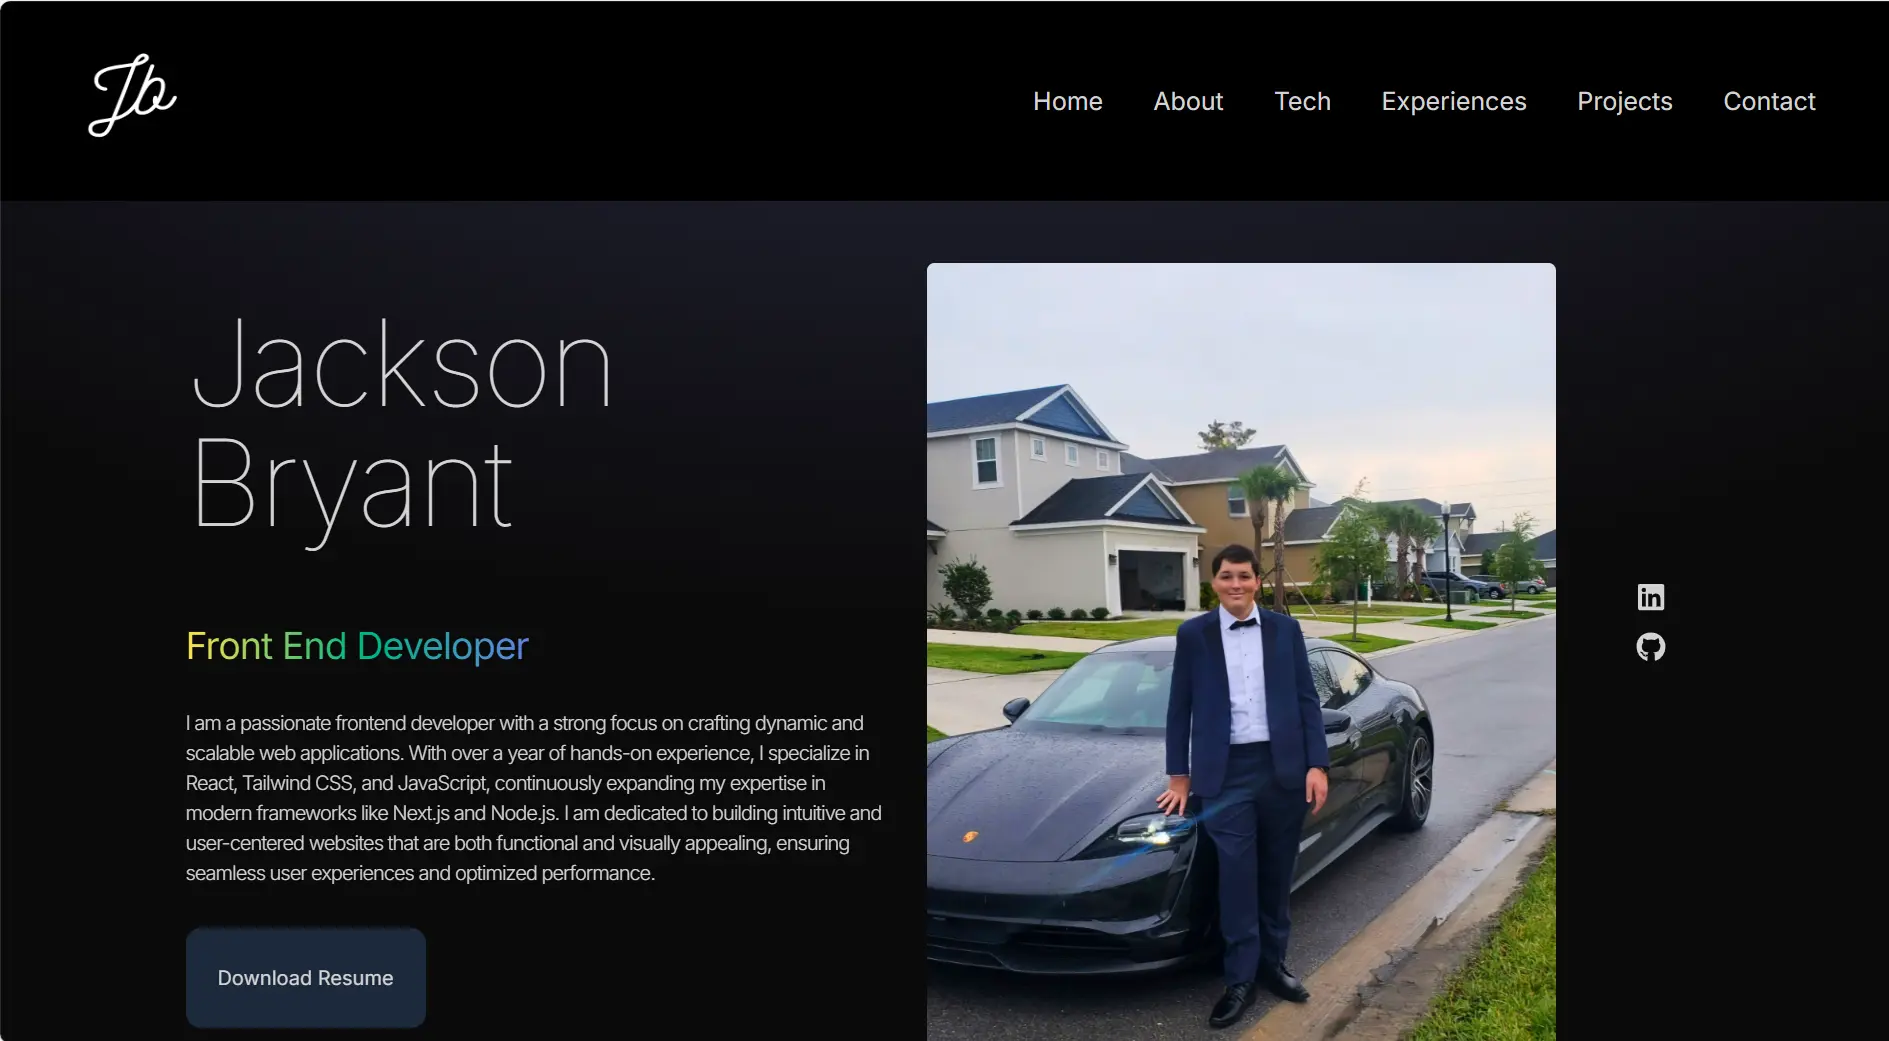 Jb
Home About Tech Experiences Projects Contact
Jackson
Bryant
Front End Developer
I am a passionate frontend developer with a strong focus on crafting dynamic and
scalable web applications. With over a year of hands-on experience, I specialize in
React, Tailwind CSS, and JavaScript, continuously expanding my expertise in
modern frameworks like Next.js and Node.js. I am dedicated to building intuitive and
user-centered websites that are both functional and visually appealing, ensuring
seamless user experiences and optimized performance.
Download Resume
in